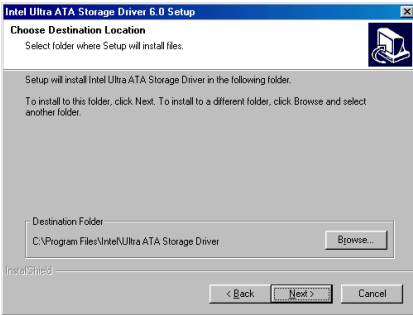 Intel Ultra ATA Storage Driver 6.0 Setup
Choose Destination Location
Select folder where Setup will install files.
Setup will install Intel Ultra ATA Storage Driver in the following folder.
To install to this folder, click Next. To install to a different folder, click Browse and select
another folder.
Destination Folder
C:\Program Files\Intel\Ultra ATA Storage Driver
Browse...
InstallShield
< Back
Next >
Cancel